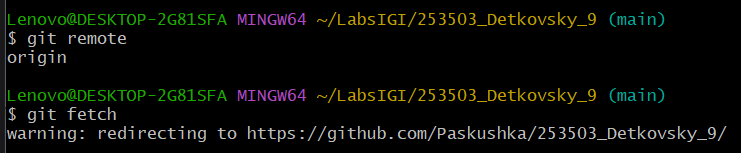 Lenovo@DESKTOP-2G81SFA MINGW64 ~/LabsIGI/253503_Detkovsky_9 (main)
$ git remote
origin
Lenovo@DESKTOP-2G81SFA MINGW64 ~/LabsIGI/253503_Detkovsky_9 (main)
$ git fetch
warning: redirecting to https://github.com/Paskushka/253503_Detkovsky_9/